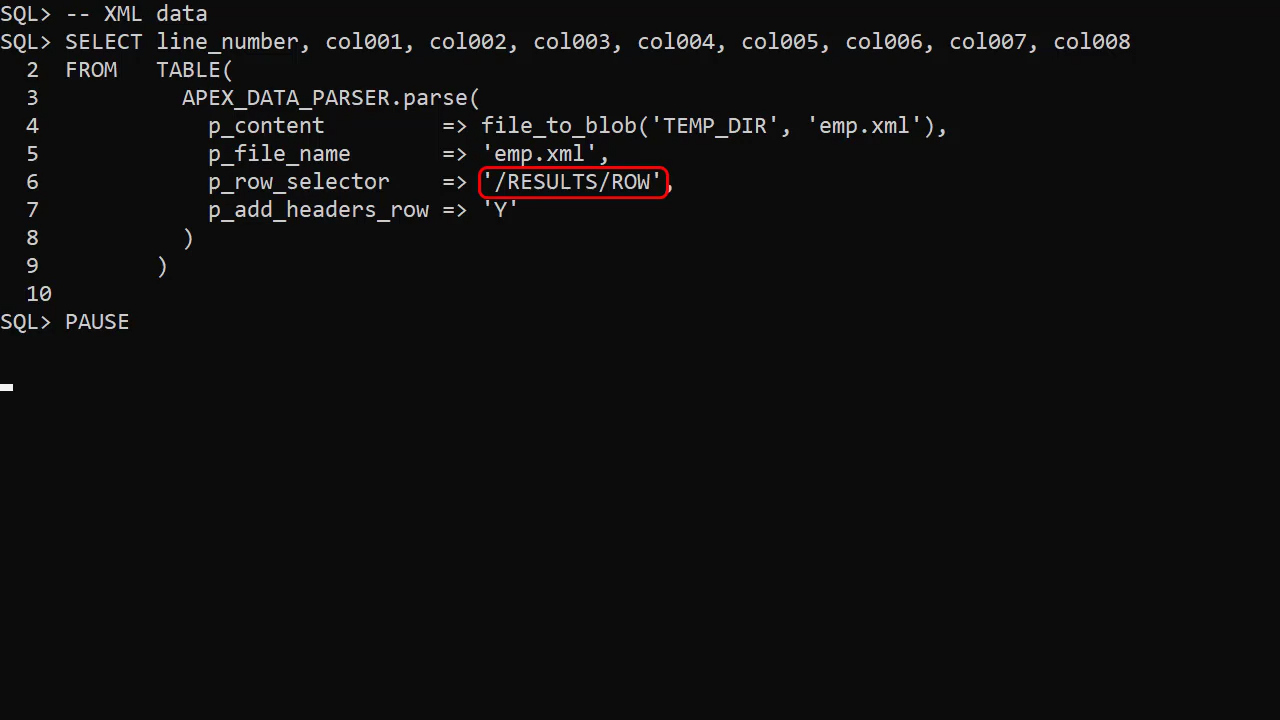 SQL> -- XML data
SQL> SELECT line_number, col001, col002, col003, col004, col005, col006, col007, col008
  2  FROM   TABLE(
  3           APEX_DATA_PARSER.parse(
  4             p_content         => file_to_blob('TEMP_DIR', 'emp.xml'),
  5             p_file_name       => 'emp.xml',
  6             p_row_selector    => '/RESULTS/ROW',
  7             p_add_headers_row => 'Y'
  8           )
  9         )
  10
SQL> PAUSE